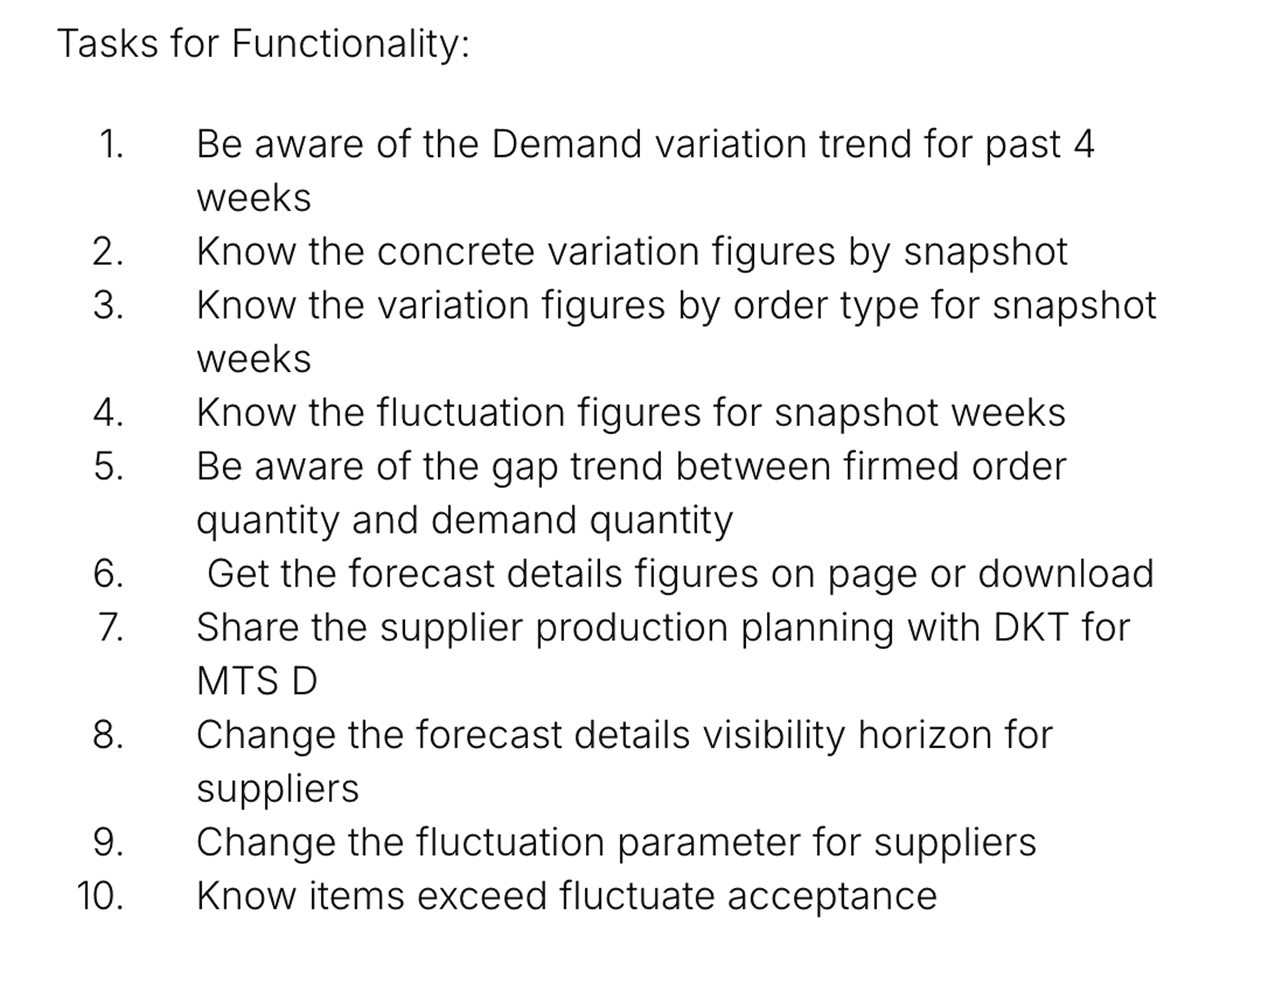 Tasks for Functionality:
1. Be aware of the Demand variation trend for past 4
weeks
2. Know the concrete variation figures by snapshot
3. Know the variation figures by order type for snapshot
weeks
4. Know the fluctuation figures for snapshot weeks
5. Be aware of the gap trend between firmed order
quantity and demand quantity
6. Get the forecast details figures on page or download
7. Share the supplier production planning with DKT for
MTS D
8. Change the forecast details visibility horizon for
suppliers
9. Change the fluctuation parameter for suppliers
10. Know items exceed fluctuate acceptance